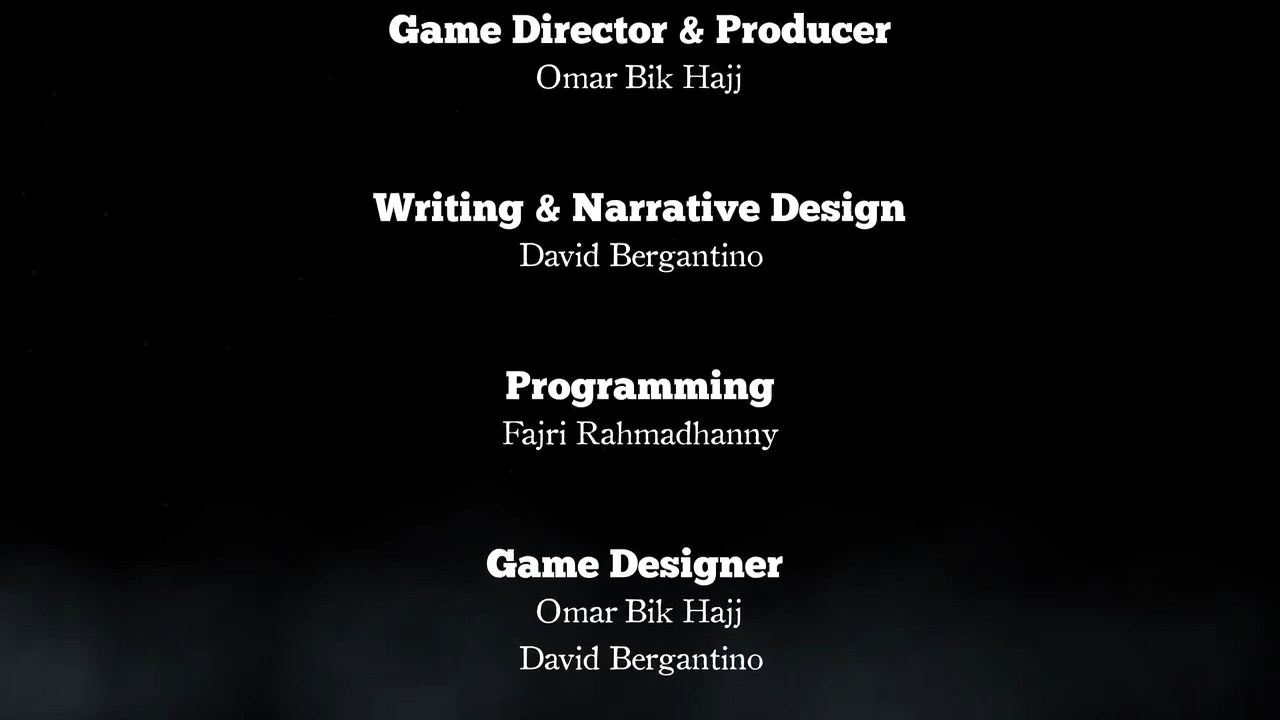 Game Director & Producer
Omar Bik Hajj
Writing & Narrative Design
David Bergantino
Programming
Fajri Rahmadhanny
Game Designer
Omar Bik Hajj
David Bergantino